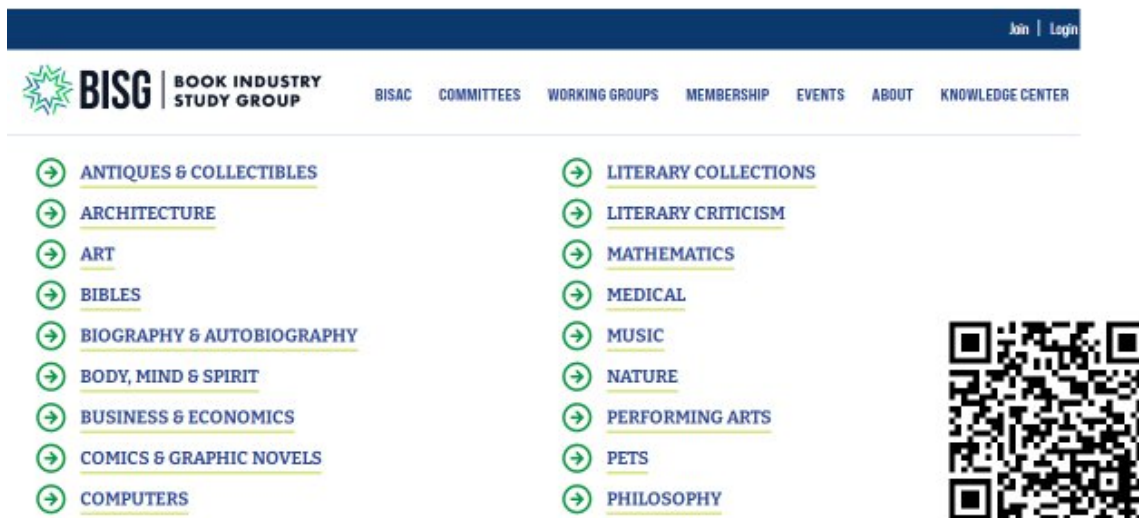 Join | Login
BISG | BOOK INDUSTRY STUDY GROUP
BISAC COMMITTEES WORKING GROUPS MEMBERSHIP EVENTS ABOUT KNOWLEDGE CENTER
ANTIQUES & COLLECTIBLES
ARCHITECTURE
ART
BIBLES
BIOGRAPHY & AUTOBIOGRAPHY
BODY, MIND & SPIRIT
BUSINESS & ECONOMICS
COMICS & GRAPHIC NOVELS
COMPUTERS
LITERARY COLLECTIONS
LITERARY CRITICISM
MATHEMATICS
MEDICAL
MUSIC
NATURE
PERFORMING ARTS
PETS
PHILOSOPHY